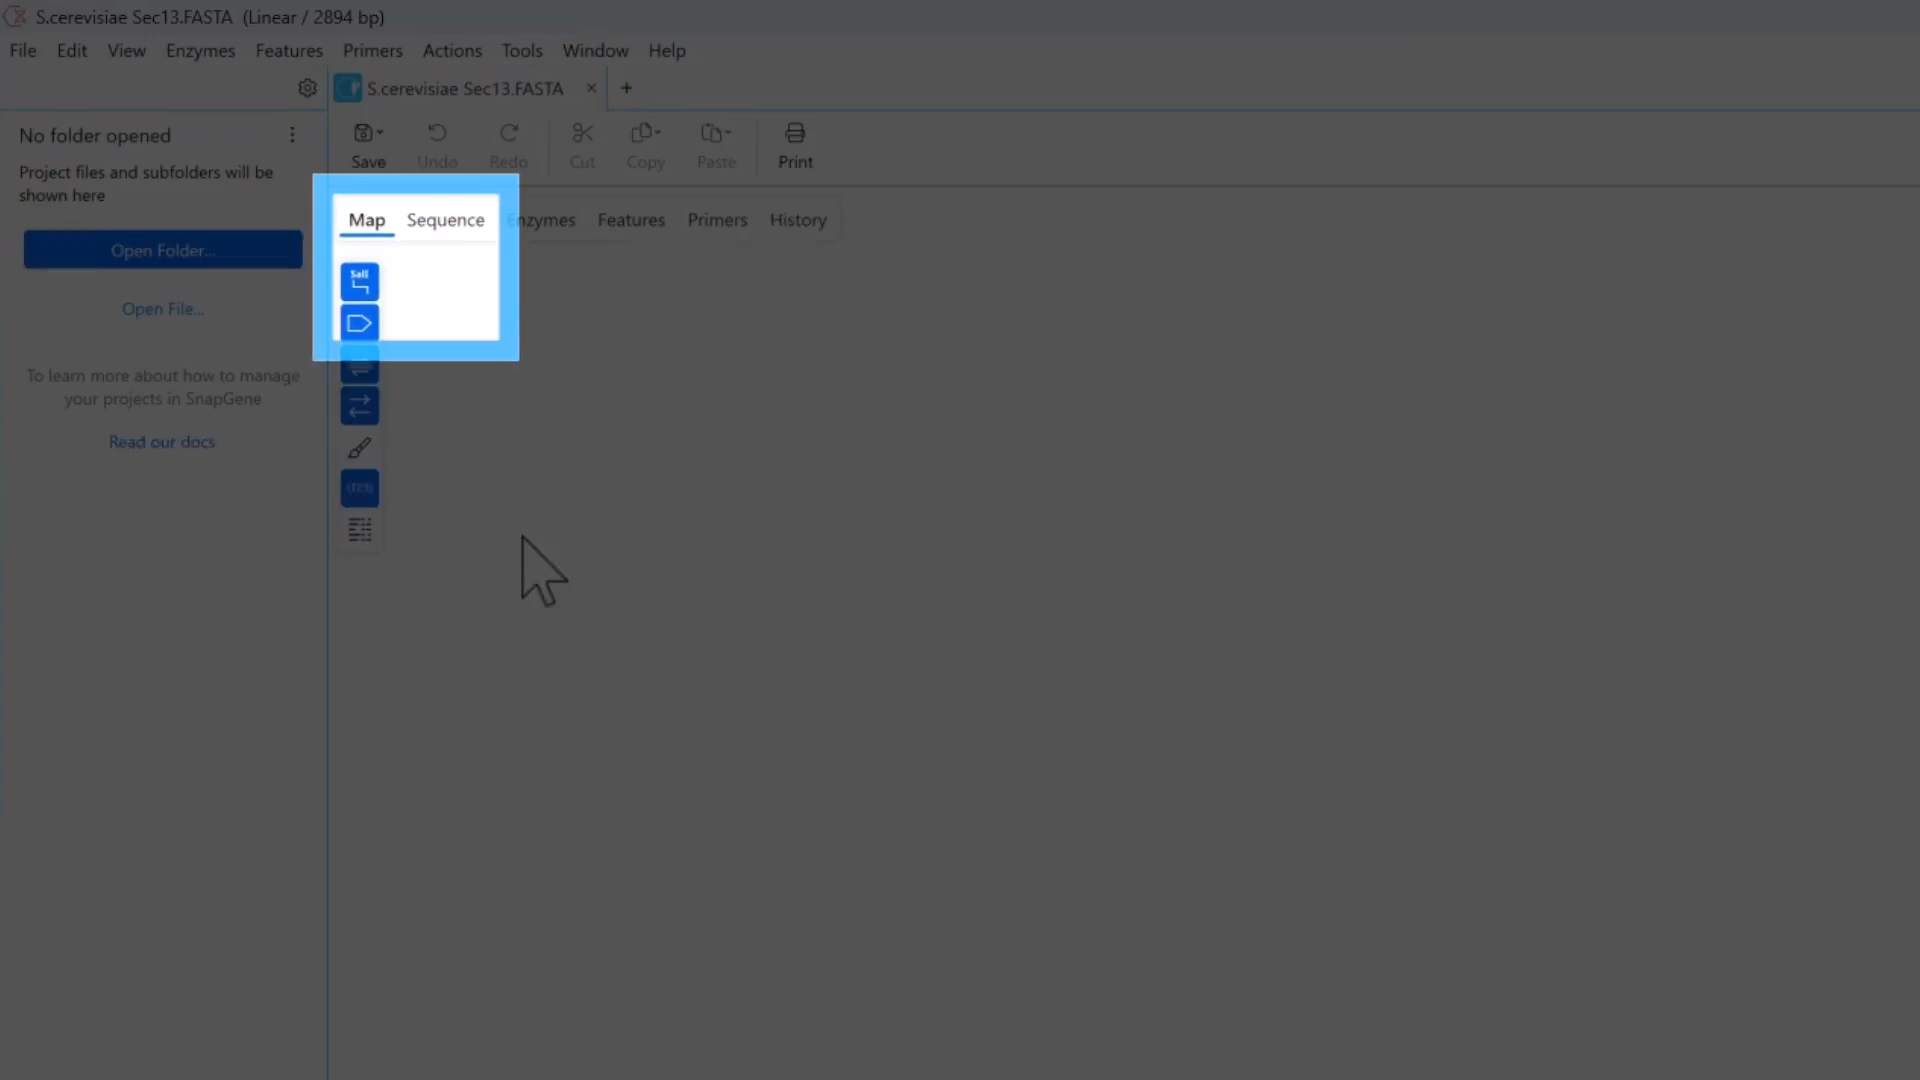 S.cerevisiae Sec13.FASTA (Linear / 2894 bp)
File Edit View Enzymes Features Primers Actions Tools Window Help
S.cerevisiae Sec13.FASTA × +
No folder opened
Project files and subfolders will be
shown here
Open Folder...
Open File...
To learn more about how to manage
your projects in SnapGene
Read our docs
Save Undo Redo Cut Copy Paste Print
Map Sequence Enzymes Features Primers History
SalI
(123)